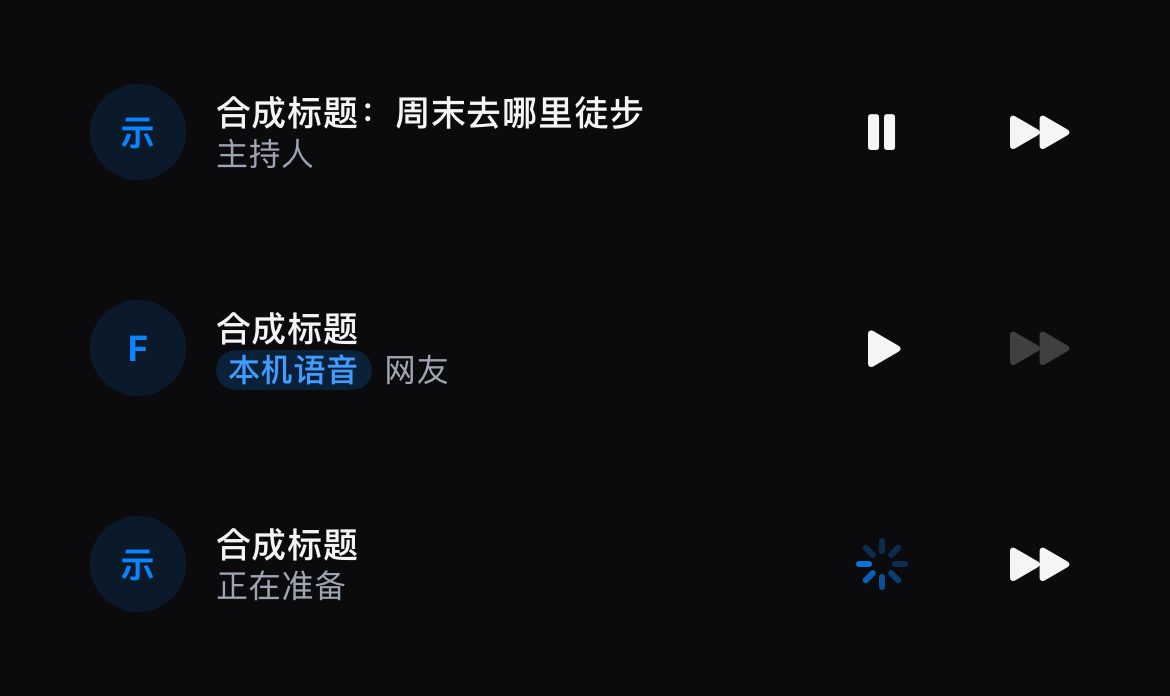 示
合成标题：周末去哪里徒步
主持人
F
合成标题
本机语音 网友
示
合成标题
正在准备